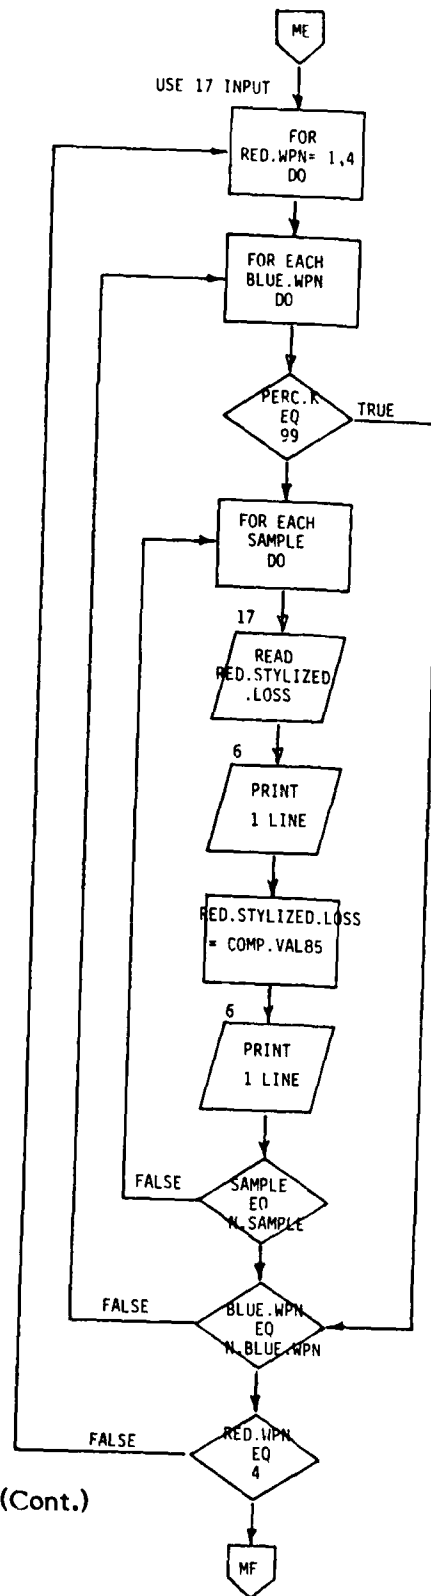 ME
USE 17 INPUT
FOR
RED.WPN= 1,4
DO
FOR EACH
BLUE.WPN
DO
PERC.K
EQ
99
TRUE
FOR EACH
SAMPLE
DO
17
READ
RED.STYLIZED
.LOSS
6
PRINT
1 LINE
RED.STYLIZED.LOSS
= COMP.VAL85
6
PRINT
1 LINE
FALSE
SAMPLE
EQ
N.SAMPLE
FALSE
BLUE.WPN
EQ
N.BLUE.WPN
FALSE
RED.WPN
EQ
4
(Cont.)
MF